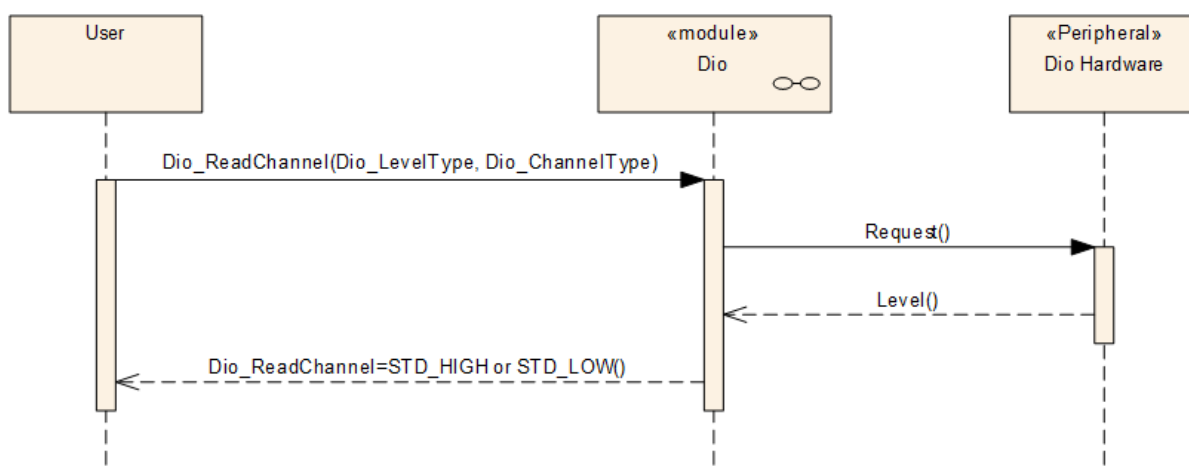 User
«module»
Dio
«Peripheral»
Dio Hardware
Dio_ReadChannel(Dio_LevelType, Dio_ChannelType)
Request()
Level()
Dio_ReadChannel=STD_HIGH or STD_LOW()